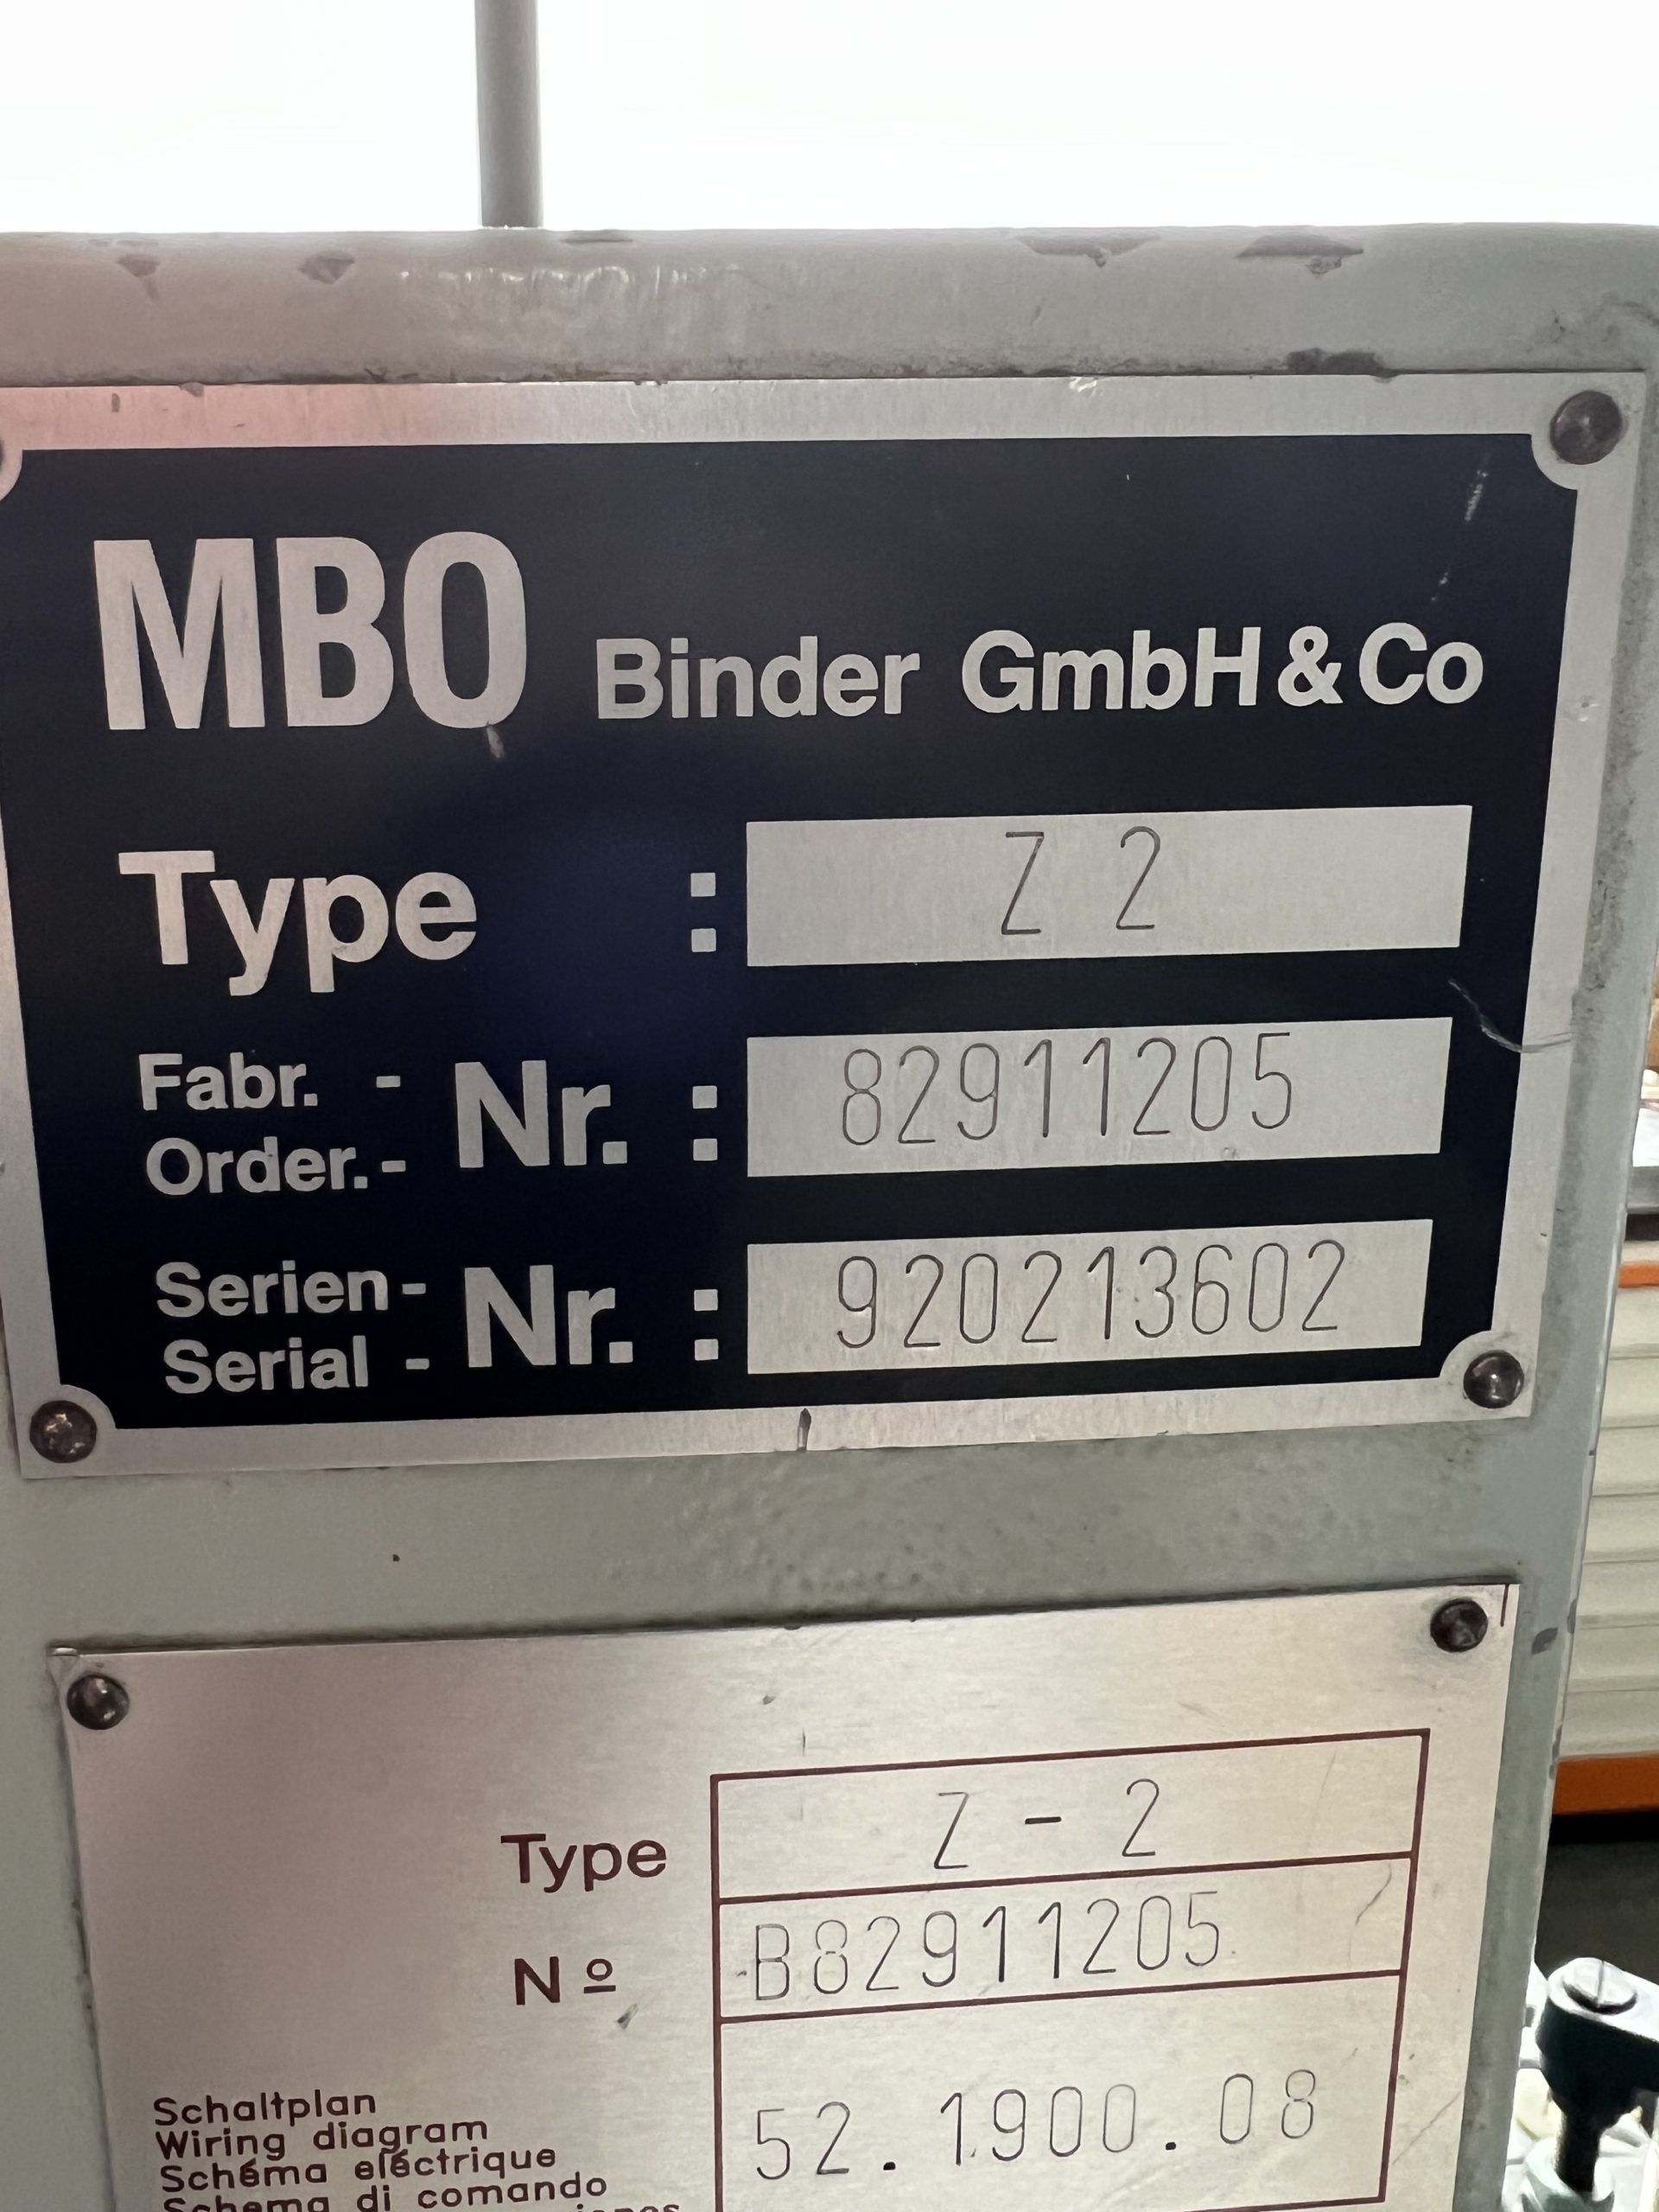 MBO Binder GmbH & Co
Type : Z 2
Fabr. -
Order.- Nr. : 82911205
Serien-
Serial - Nr. : 920213602
Type Z - 2
Nº B82911205
Schaltplan
Wiring diagram
Schéma eléctrique
Schema di comando
52.1900.08